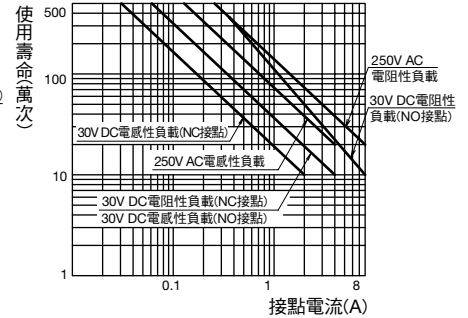 使用壽命(萬次)
500
100
10
1
250V AC
電阻性負載
30V DC電阻性
負載(NO接點)
30V DC電感性負載(NC接點)
250V AC電感性負載
30V DC電阻性負載(NC接點)
30V DC電感性負載(NO接點)
0.1
1
8
接點電流(A)